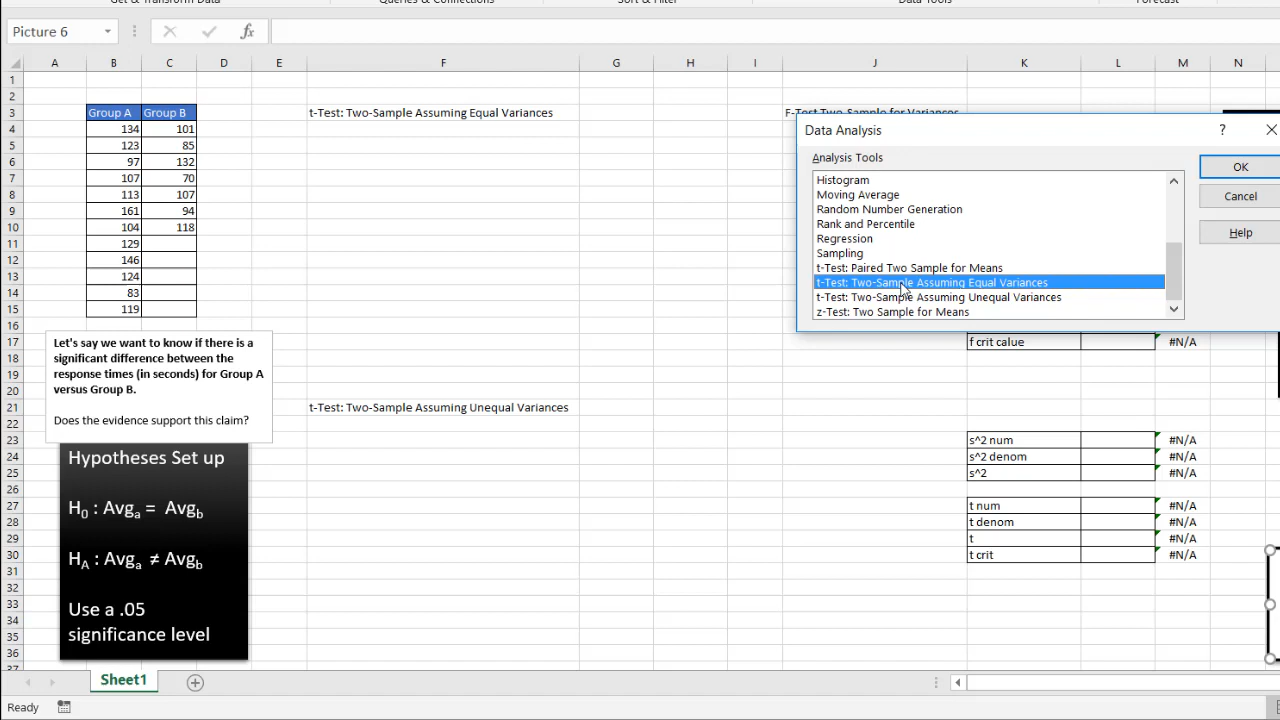 Get & Transform Data Queries & Connections Sort & Filter Data Tools Forecast
Picture 6
fx
A B C D E F G H I J K L M N
1
2
3 Group A Group B t-Test: Two-Sample Assuming Equal Variances F-Test Two-Sample for Variances
4 134 101
5 123 85
6 97 132
7 107 70
8 113 107
9 161 94
10 104 118
11 129
12 146
13 124
14 83
15 119
16
17 f crit calue #N/A
18
19
20
21 t-Test: Two-Sample Assuming Unequal Variances
22
23 s^2 num #N/A
24 s^2 denom #N/A
25 s^2 #N/A
26
27 t num #N/A
28 t denom #N/A
29 t #N/A
30 t crit #N/A
31
32
33
34
35
36
37
Let's say we want to know if there is a
significant difference between the
response times (in seconds) for Group A
versus Group B.
Does the evidence support this claim?
Hypotheses Set up
H0 : Avga = Avgb
HA : Avga ≠ Avgb
Use a .05
significance level
Data Analysis
? ×
Analysis Tools
Histogram
Moving Average
Random Number Generation
Rank and Percentile
Regression
Sampling
t-Test: Paired Two Sample for Means
t-Test: Two-Sample Assuming Equal Variances
t-Test: Two-Sample Assuming Unequal Variances
z-Test: Two Sample for Means
OK
Cancel
Help
Sheet1
Ready